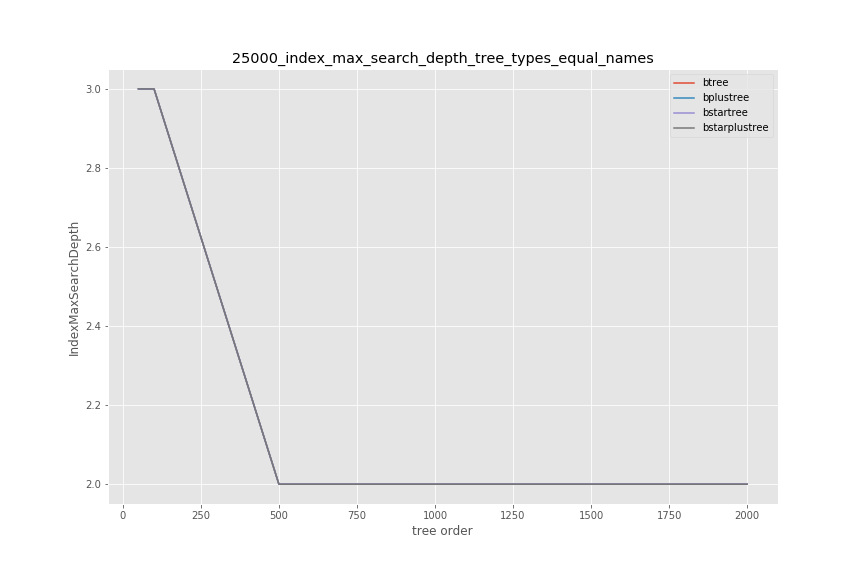 25000_index_max_search_depth_tree_types_equal_names
btree
bplustree
bstartree
bstarplustree
IndexMaxSearchDepth
3.0
2.8
2.6
2.4
2.2
2.0
0 250 500 750 1000 1250 1500 1750 2000
tree order